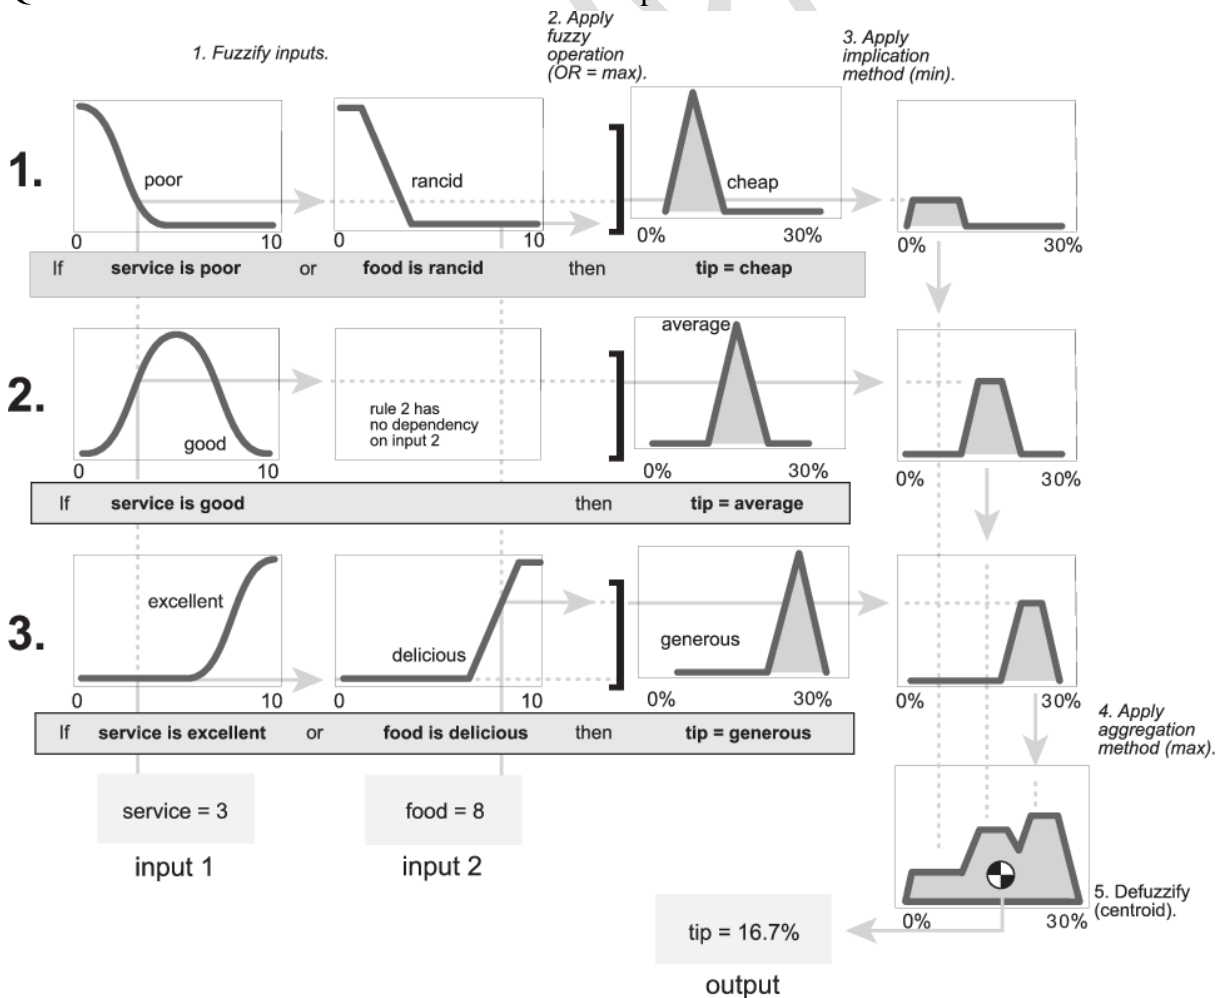 1. Fuzzify inputs.
2. Apply
fuzzy
operation
(OR = max).
3. Apply
implication
method (min).
1.
poor
0 10
rancid
0 10
cheap
0% 30%
0% 30%
If service is poor or food is rancid then tip = cheap
2.
good
0 10
rule 2 has
no dependency
on input 2
average
0% 30%
0% 30%
If service is good then tip = average
3.
excellent
0 10
delicious
0 10
generous
0% 30%
0% 30%
If service is excellent or food is delicious then tip = generous
4. Apply
aggregation
method (max).
service = 3
input 1
food = 8
input 2
0% 30%
5. Defuzzify
(centroid).
tip = 16.7%
output